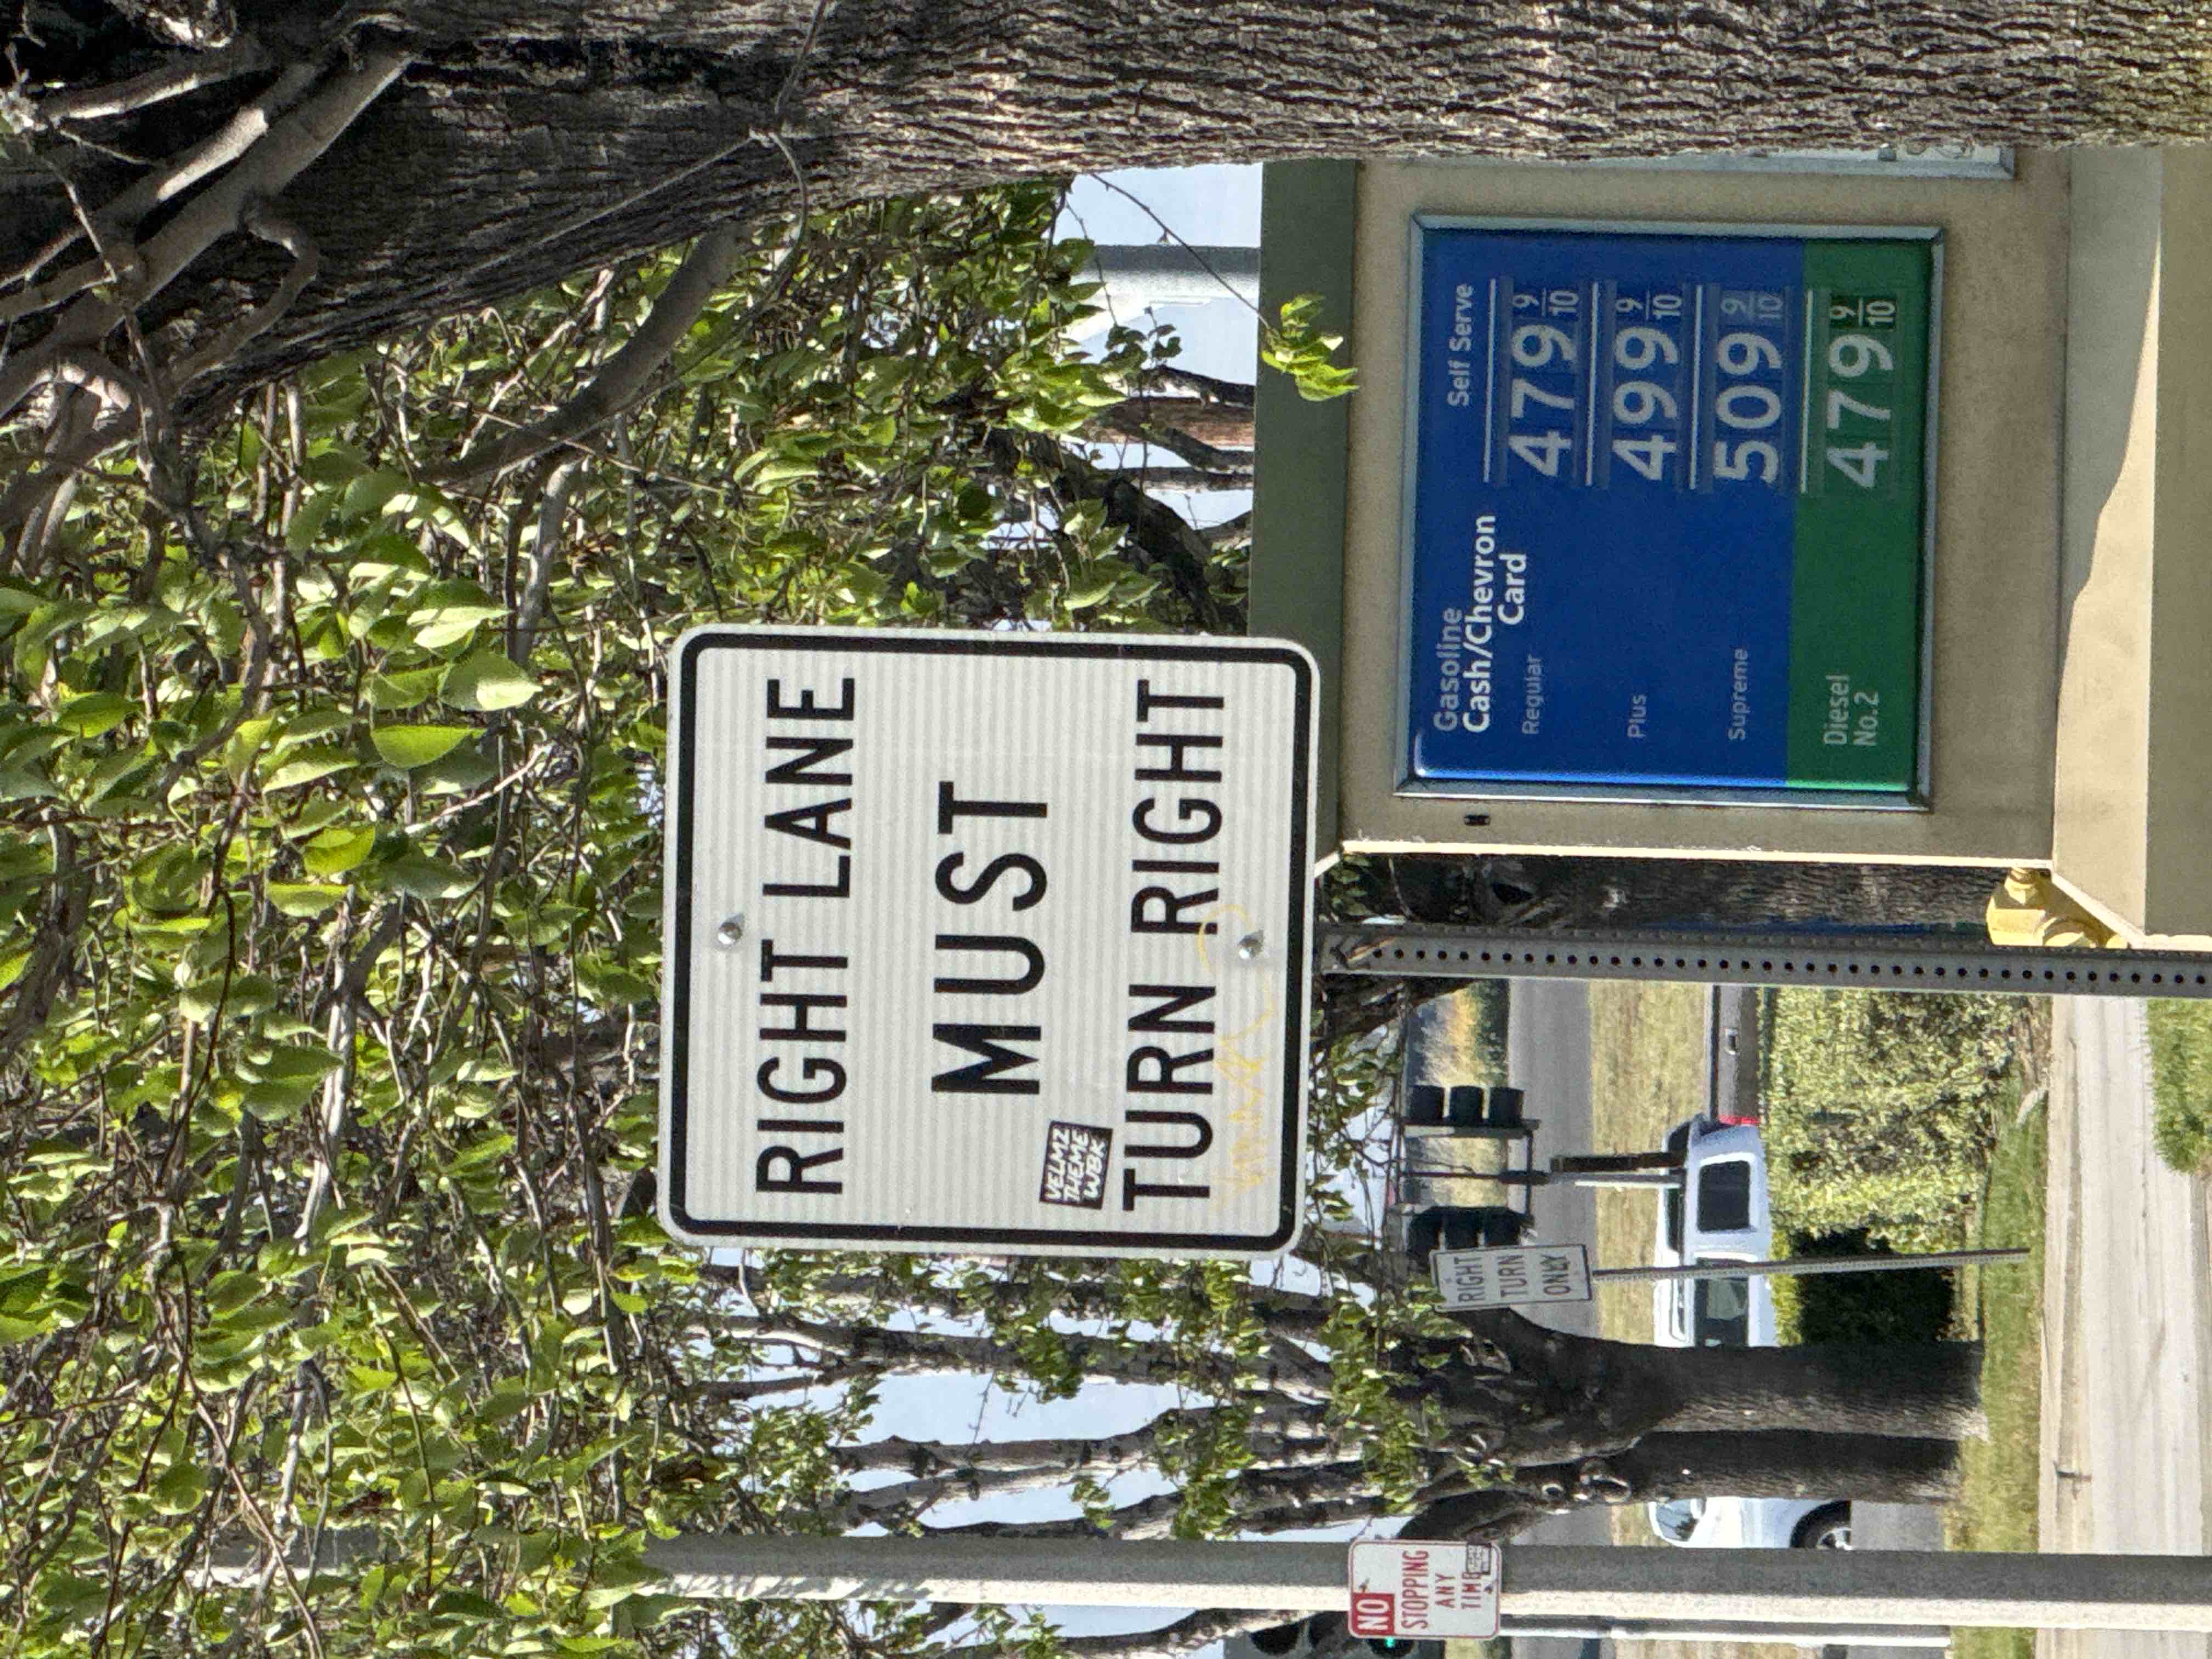 RIGHT LANE
MUST
TURN RIGHT
VELMZ
THEME
WBK
Gasoline
Cash/Chevron
Card
Self Serve
Regular 479 9/10
Plus 499 9/10
Supreme 509 9/10
Diesel
No. 2
479 9/10
RIGHT
TURN
ONLY
NO
STOPPING
ANY
TIME